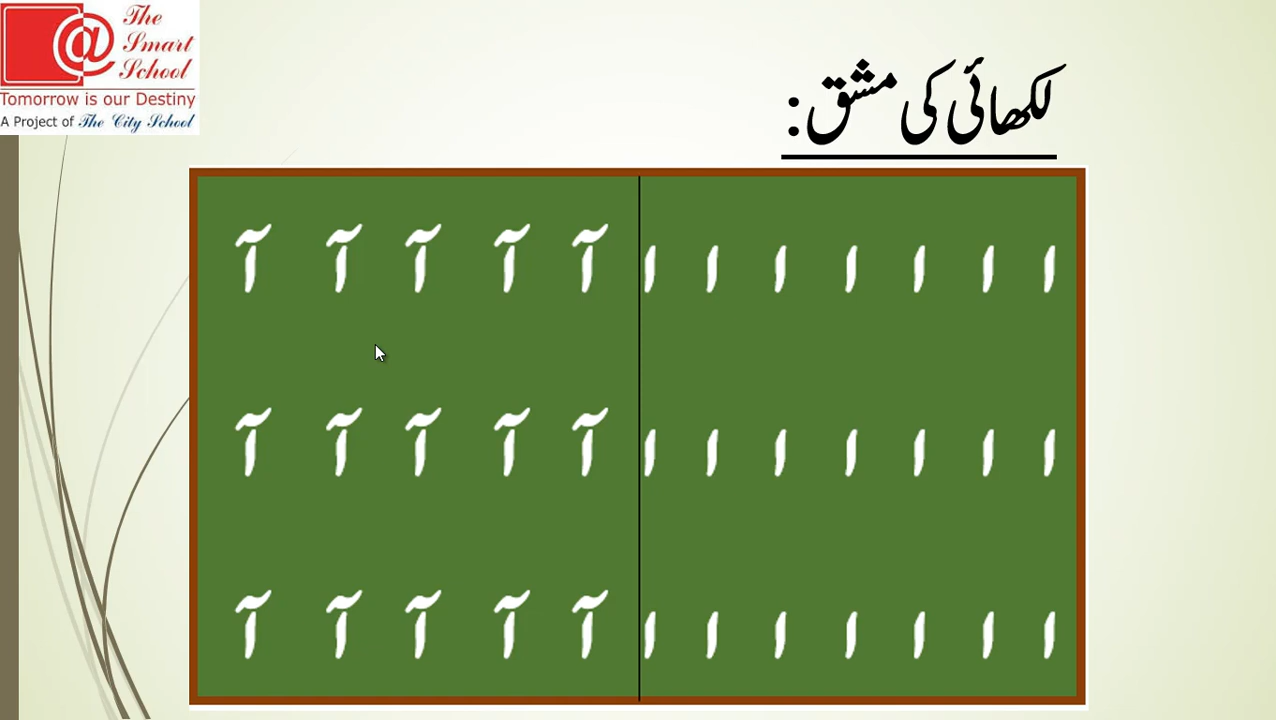 The
Smart
School
Tomorrow is our Destiny
A Project of The City School
لکھائی کی مشق:
ا ا ا ا ا ا ا
آ آ آ آ آ
ا ا ا ا ا ا ا
آ آ آ آ آ
ا ا ا ا ا ا ا
آ آ آ آ آ